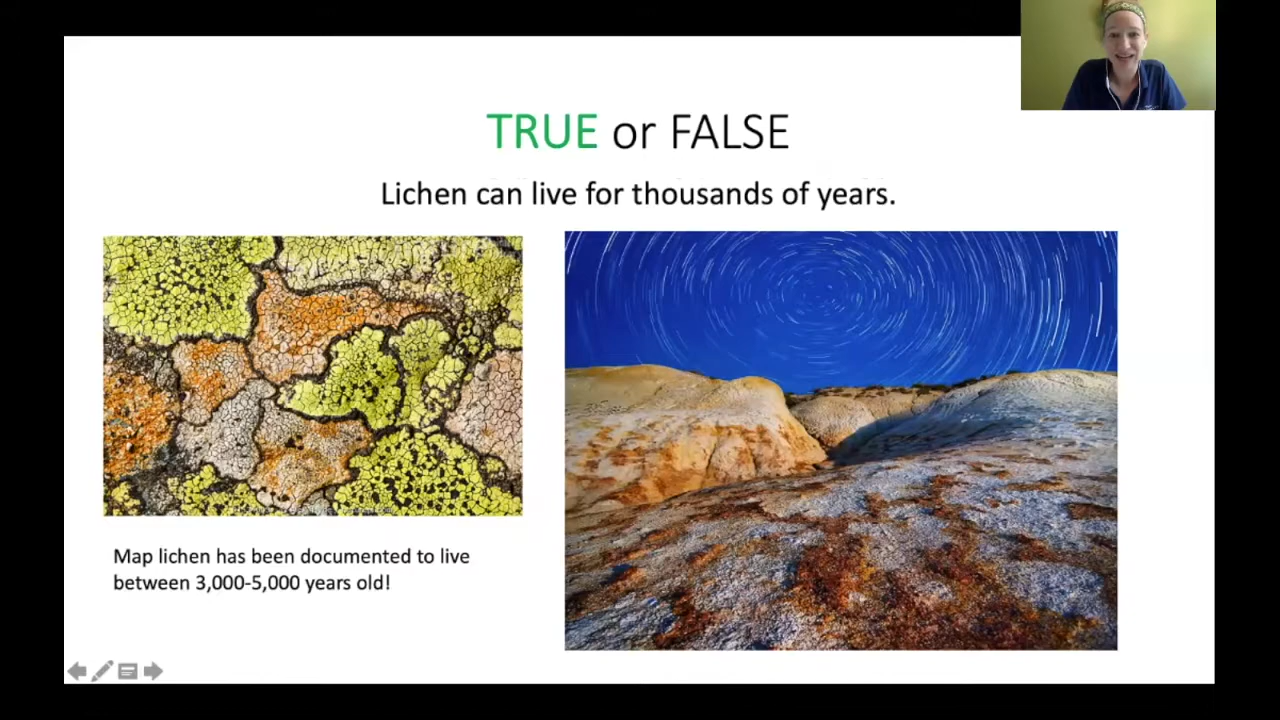 TRUE or FALSE
Lichen can live for thousands of years.
Map lichen has been documented to live
between 3,000-5,000 years old!